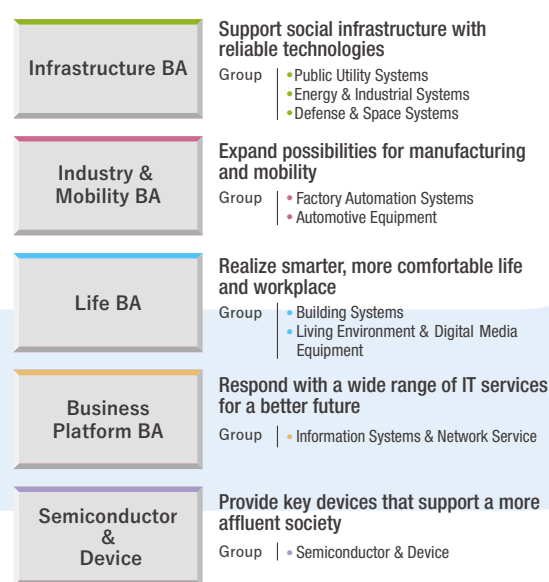 Infrastructure BA
Support social infrastructure with
reliable technologies
Group
•Public Utility Systems
•Energy & Industrial Systems
•Defense & Space Systems
Industry &
Mobility BA
Expand possibilities for manufacturing
and mobility
Group
• Factory Automation Systems
• Automotive Equipment
Life BA
Realize smarter, more comfortable life
and workplace
Group
• Building Systems
• Living Environment & Digital Media
Equipment
Business
Platform BA
Respond with a wide range of IT services
for a better future
Group
• Information Systems & Network Service
Semiconductor
&
Device
Provide key devices that support a more
affluent society
Group
• Semiconductor & Device